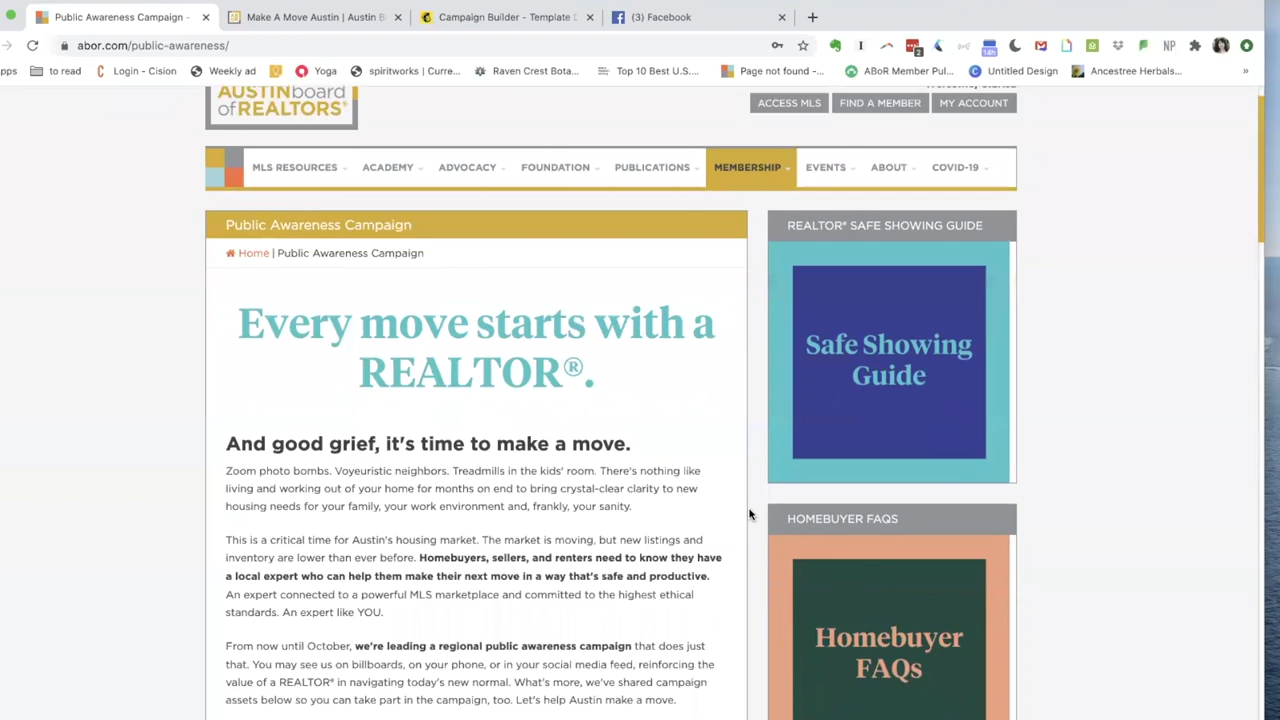 Public Awareness Campaign -
Make A Move Austin | Austin B
Campaign Builder - Template D
(3) Facebook
abor.com/public-awareness/
2
14h
NP
pps
to read
Login - Cision
Weekly ad
Yoga
spiritworks | Curre...
Raven Crest Bota...
Top 10 Best U.S....
Page not found -...
ABoR Member Pul...
Untitled Design
Ancestree Herbals...
»
AUSTINboard
of REALTORS®
ACCESS MLS
FIND A MEMBER
MY ACCOUNT
MLS RESOURCES
ACADEMY
ADVOCACY
FOUNDATION
PUBLICATIONS
MEMBERSHIP
EVENTS
ABOUT
COVID-19
Public Awareness Campaign
Home | Public Awareness Campaign
Every move starts with a
REALTOR®.
And good grief, it's time to make a move.
Zoom photo bombs. Voyeuristic neighbors. Treadmills in the kids' room. There's nothing like
living and working out of your home for months on end to bring crystal-clear clarity to new
housing needs for your family, your work environment and, frankly, your sanity.
This is a critical time for Austin's housing market. The market is moving, but new listings and
inventory are lower than ever before. Homebuyers, sellers, and renters need to know they have
a local expert who can help them make their next move in a way that's safe and productive.
An expert connected to a powerful MLS marketplace and committed to the highest ethical
standards. An expert like YOU.
From now until October, we're leading a regional public awareness campaign that does just
that. You may see us on billboards, on your phone, or in your social media feed, reinforcing the
value of a REALTOR® in navigating today's new normal. What's more, we've shared campaign
assets below so you can take part in the campaign, too. Let's help Austin make a move.
REALTOR® SAFE SHOWING GUIDE
Safe Showing
Guide
HOMEBUYER FAQS
Homebuyer
FAQs